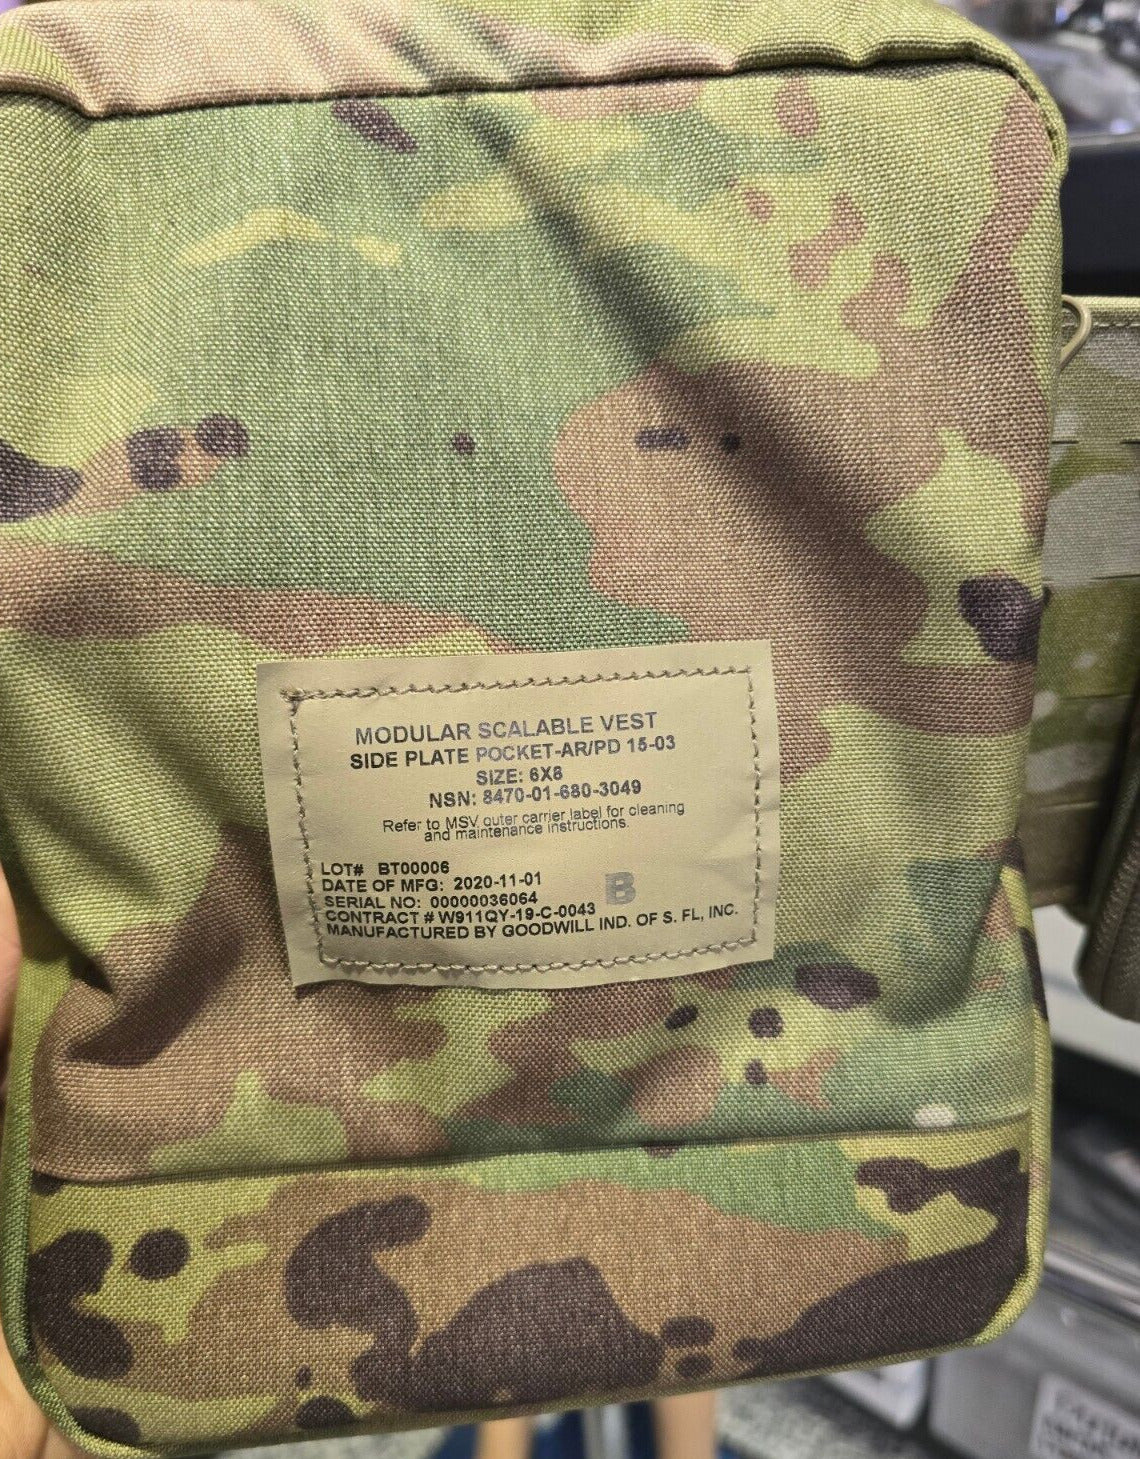 MODULAR SCALABLE VEST
SIDE PLATE POCKET-AR/PD 15-03
SIZE: 6X8
NSN: 8470-01-680-3049
Refer to MSV outer carrier label for cleaning
and maintenance instructions.
LOT# BT00006
DATE OF MFG: 2020-11-01
SERIAL NO: 00000036064
B
CONTRACT # W911QY-19-C-0043
MANUFACTURED BY GOODWILL IND. OF S. FL, INC.